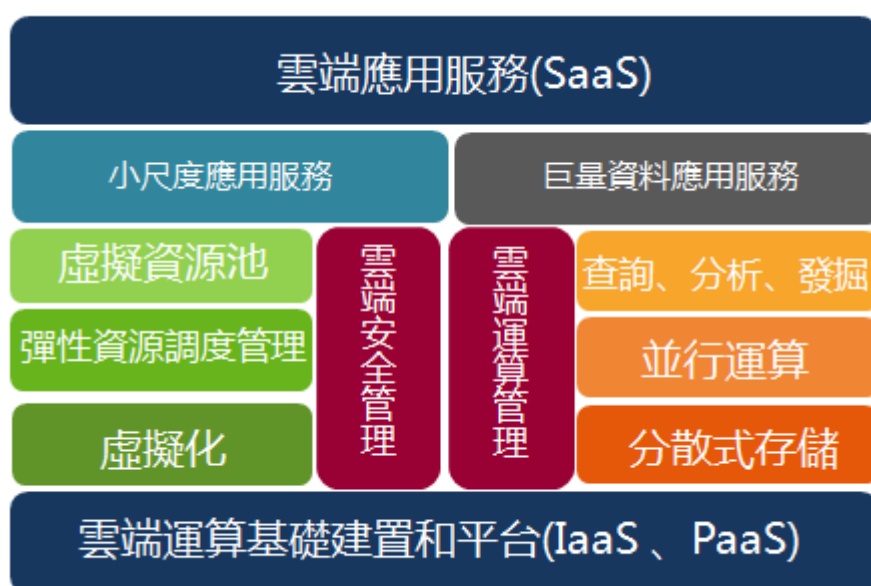 雲端應用服務(SaaS)
小尺度應用服務
巨量資料應用服務
虛擬資源池
彈性資源調度管理
虛擬化
雲端安全管理
雲端運算管理
查詢、分析、發掘
並行運算
分散式存儲
雲端運算基礎建置和平台(IaaS 、PaaS)